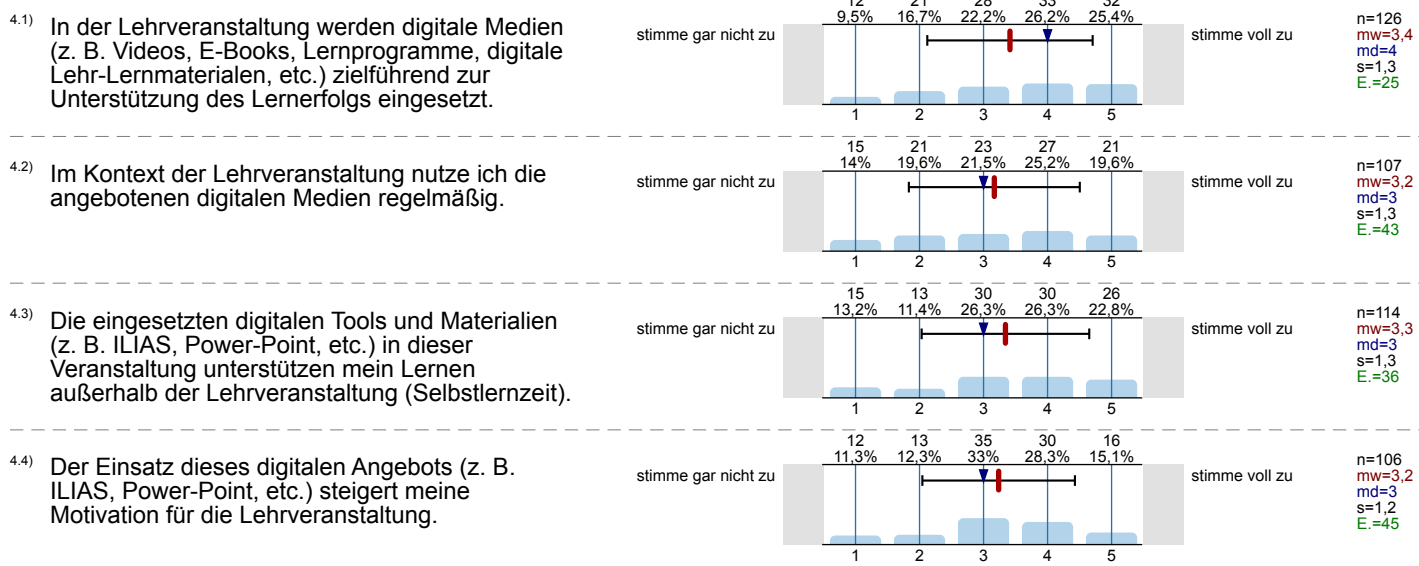 12 21 28 33 32
9,5% 16,7% 22,2% 26,2% 25,4%
4.1) In der Lehrveranstaltung werden digitale Medien
(z. B. Videos, E-Books, Lernprogramme, digitale
Lehr-Lernmaterialen, etc.) zielführend zur
Unterstützung des Lernerfolgs eingesetzt.
stimme gar nicht zu
stimme voll zu
n=126
mw=3,4
md=4
s=1,3
E.=25
1 2 3 4 5
15 21 23 27 21
14% 19,6% 21,5% 25,2% 19,6%
4.2) Im Kontext der Lehrveranstaltung nutze ich die
angebotenen digitalen Medien regelmäßig.
stimme gar nicht zu
stimme voll zu
n=107
mw=3,2
md=3
s=1,3
E.=43
1 2 3 4 5
15 13 30 30 26
13,2% 11,4% 26,3% 26,3% 22,8%
4.3) Die eingesetzten digitalen Tools und Materialien
(z. B. ILIAS, Power-Point, etc.) in dieser
Veranstaltung unterstützen mein Lernen
außerhalb der Lehrveranstaltung (Selbstlernzeit).
stimme gar nicht zu
stimme voll zu
n=114
mw=3,3
md=3
s=1,3
E.=36
1 2 3 4 5
12 13 35 30 16
11,3% 12,3% 33% 28,3% 15,1%
4.4) Der Einsatz dieses digitalen Angebots (z. B.
ILIAS, Power-Point, etc.) steigert meine
Motivation für die Lehrveranstaltung.
stimme gar nicht zu
stimme voll zu
n=106
mw=3,2
md=3
s=1,2
E.=45
1 2 3 4 5